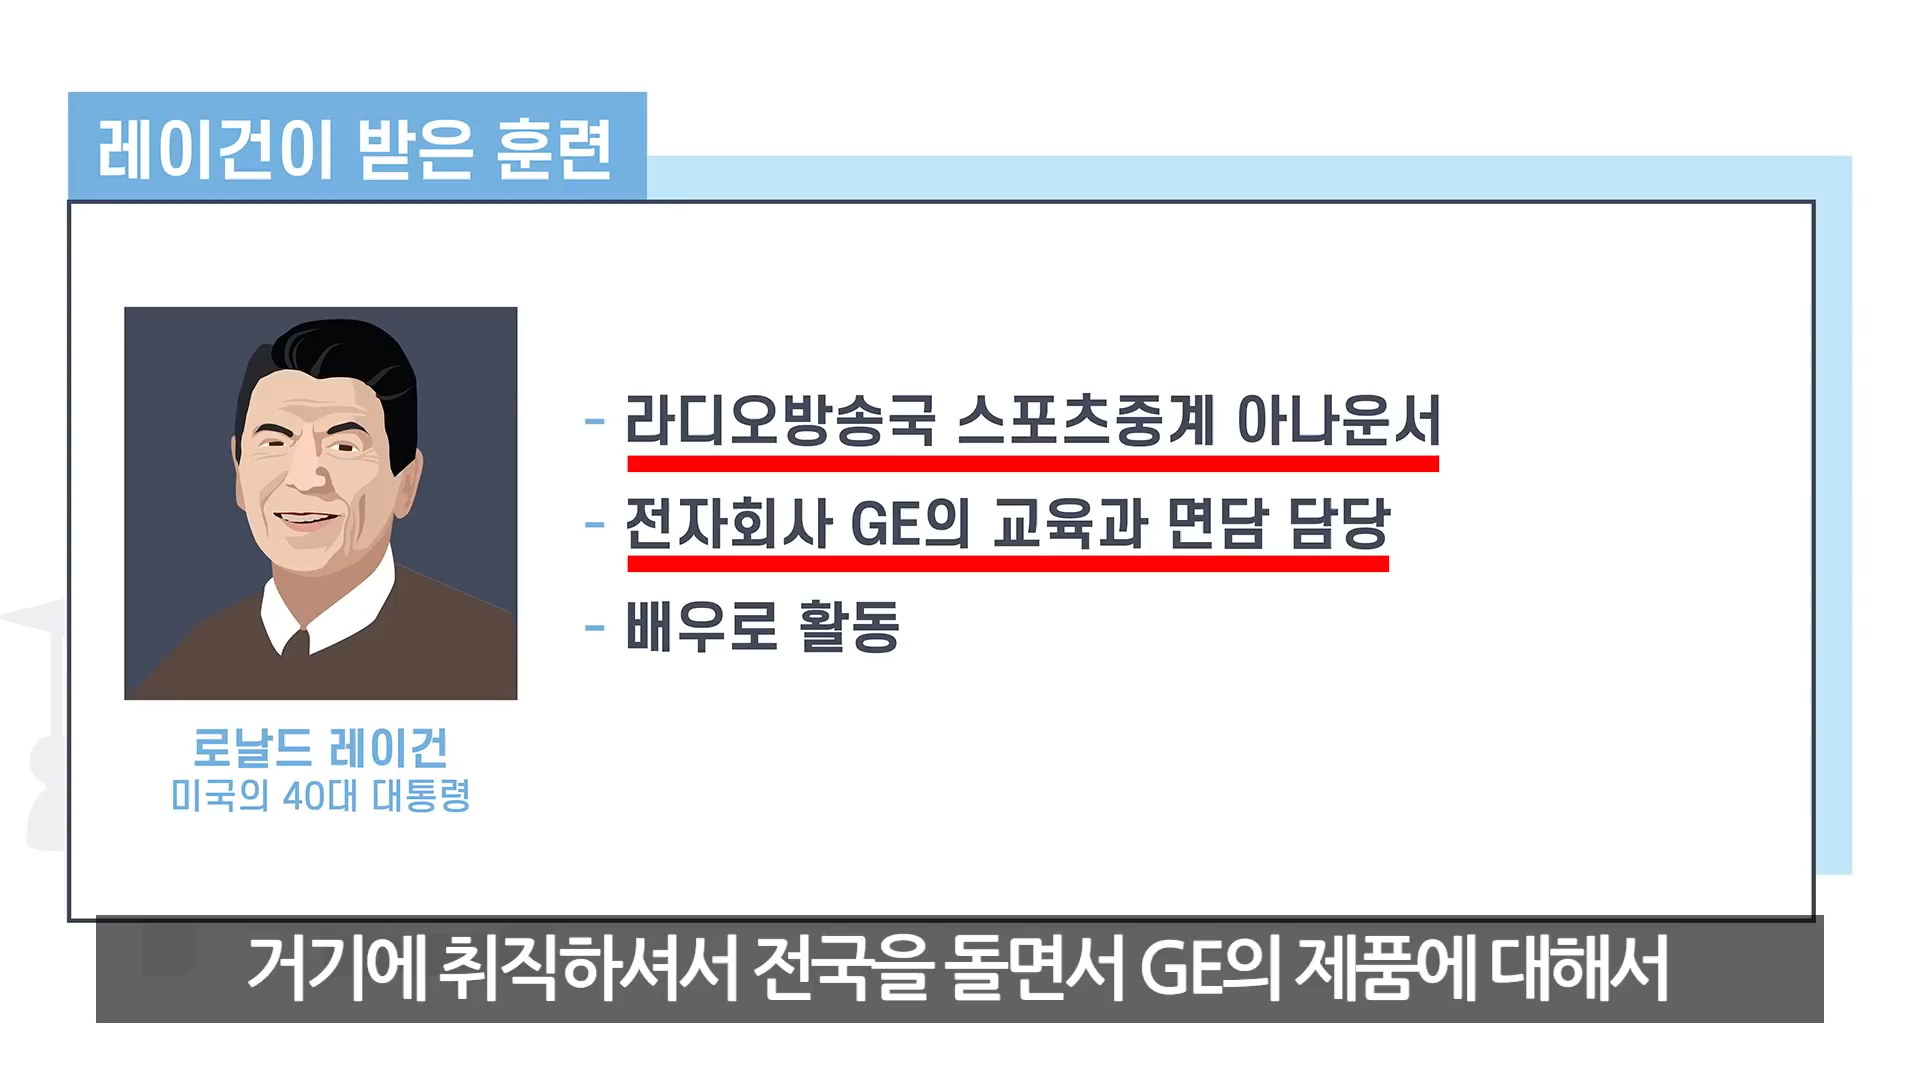 레이건이 받은 훈련
- 라디오방송국 스포츠중계 아나운서
- 전자회사 GE의 교육과 면담 담당
- 배우로 활동
로날드 레이건
미국의 40대 대통령
거기에 취직하셔서 전국을 돌면서 GE의 제품에 대해서